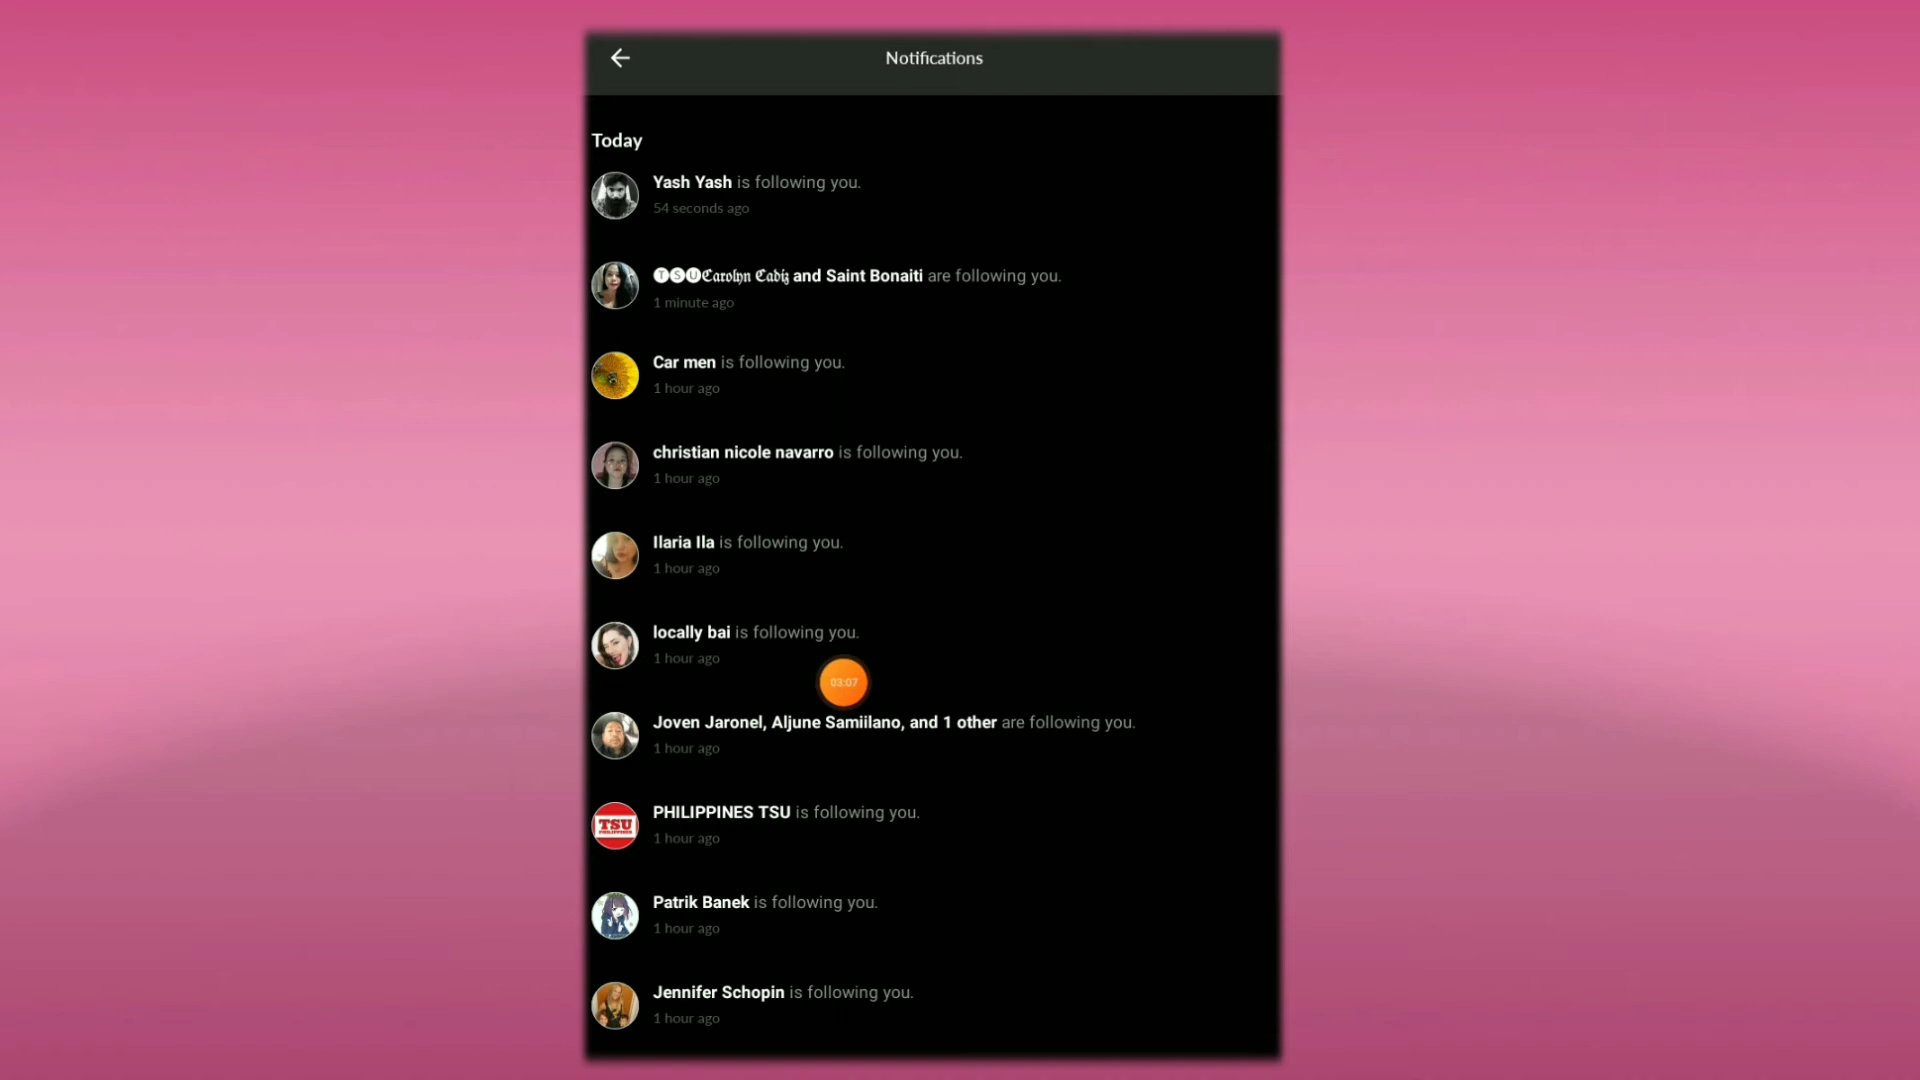 Notifications
Today
Yash Yash is following you.
54 seconds ago
🅣🅢🅤𝕮𝖆𝖗𝖔𝖑𝖞𝖓 𝕮𝖆𝖇𝖎𝖟 and Saint Bonaiti are following you.
1 minute ago
Car men is following you.
1 hour ago
christian nicole navarro is following you.
1 hour ago
Ilaria Ila is following you.
1 hour ago
locally bai is following you.
1 hour ago
03:07
Joven Jaronel, Aljune Samiilano, and 1 other are following you.
1 hour ago
TSU
PHILIPPINES
PHILIPPINES TSU is following you.
1 hour ago
Patrik Banek is following you.
1 hour ago
Jennifer Schopin is following you.
1 hour ago